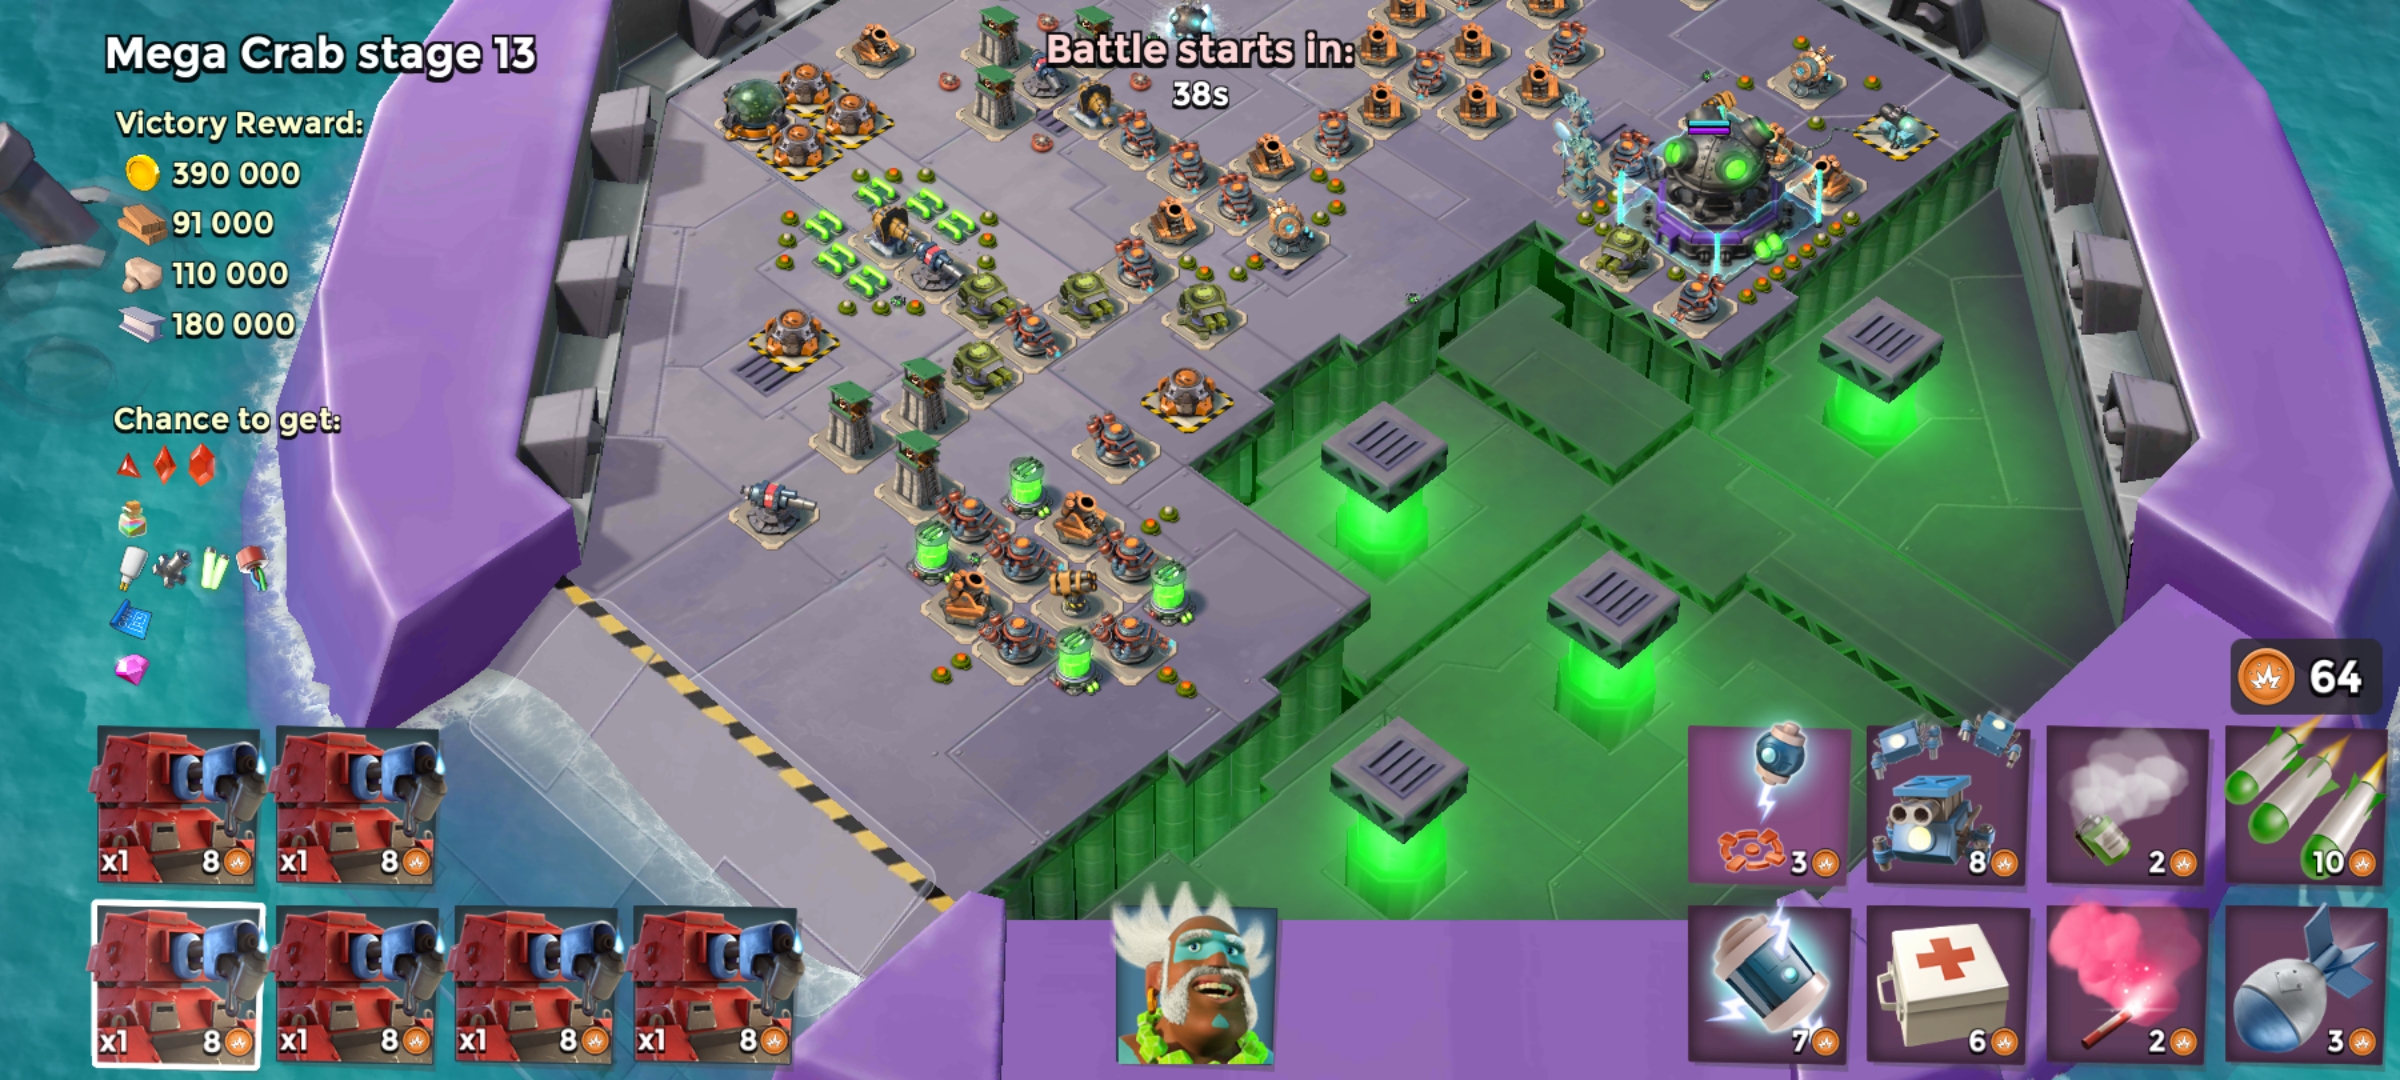 Mega Crab stage 13
Battle starts in:
38s
Victory Reward:
390 000
91 000
110 000
180 000
Chance to get:
64
x1 8
x1 8
3
8
2
10
x1 8
x1 8
x1 8
x1 8
7
6
2
3